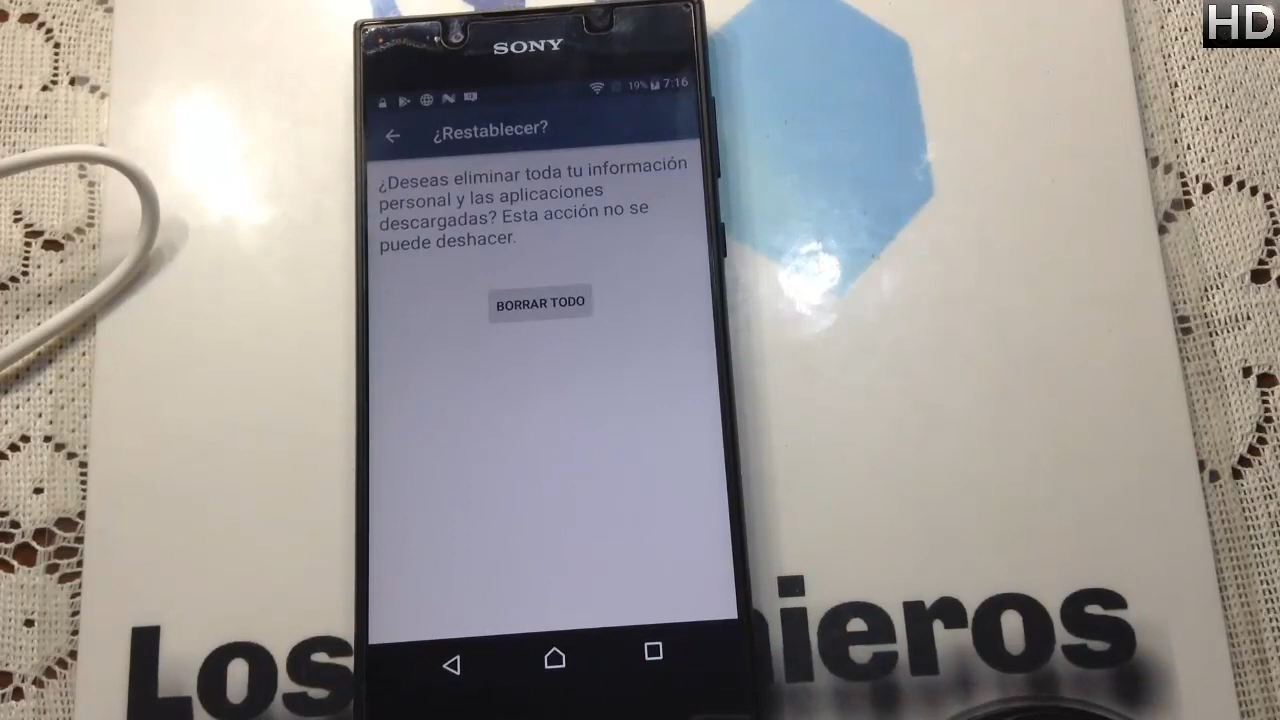 HD
SONY
19% 7:16
¿Restablecer?
¿Deseas eliminar toda tu información
personal y las aplicaciones
descargadas? Esta acción no se
puede deshacer.
BORRAR TODO
Los nieros